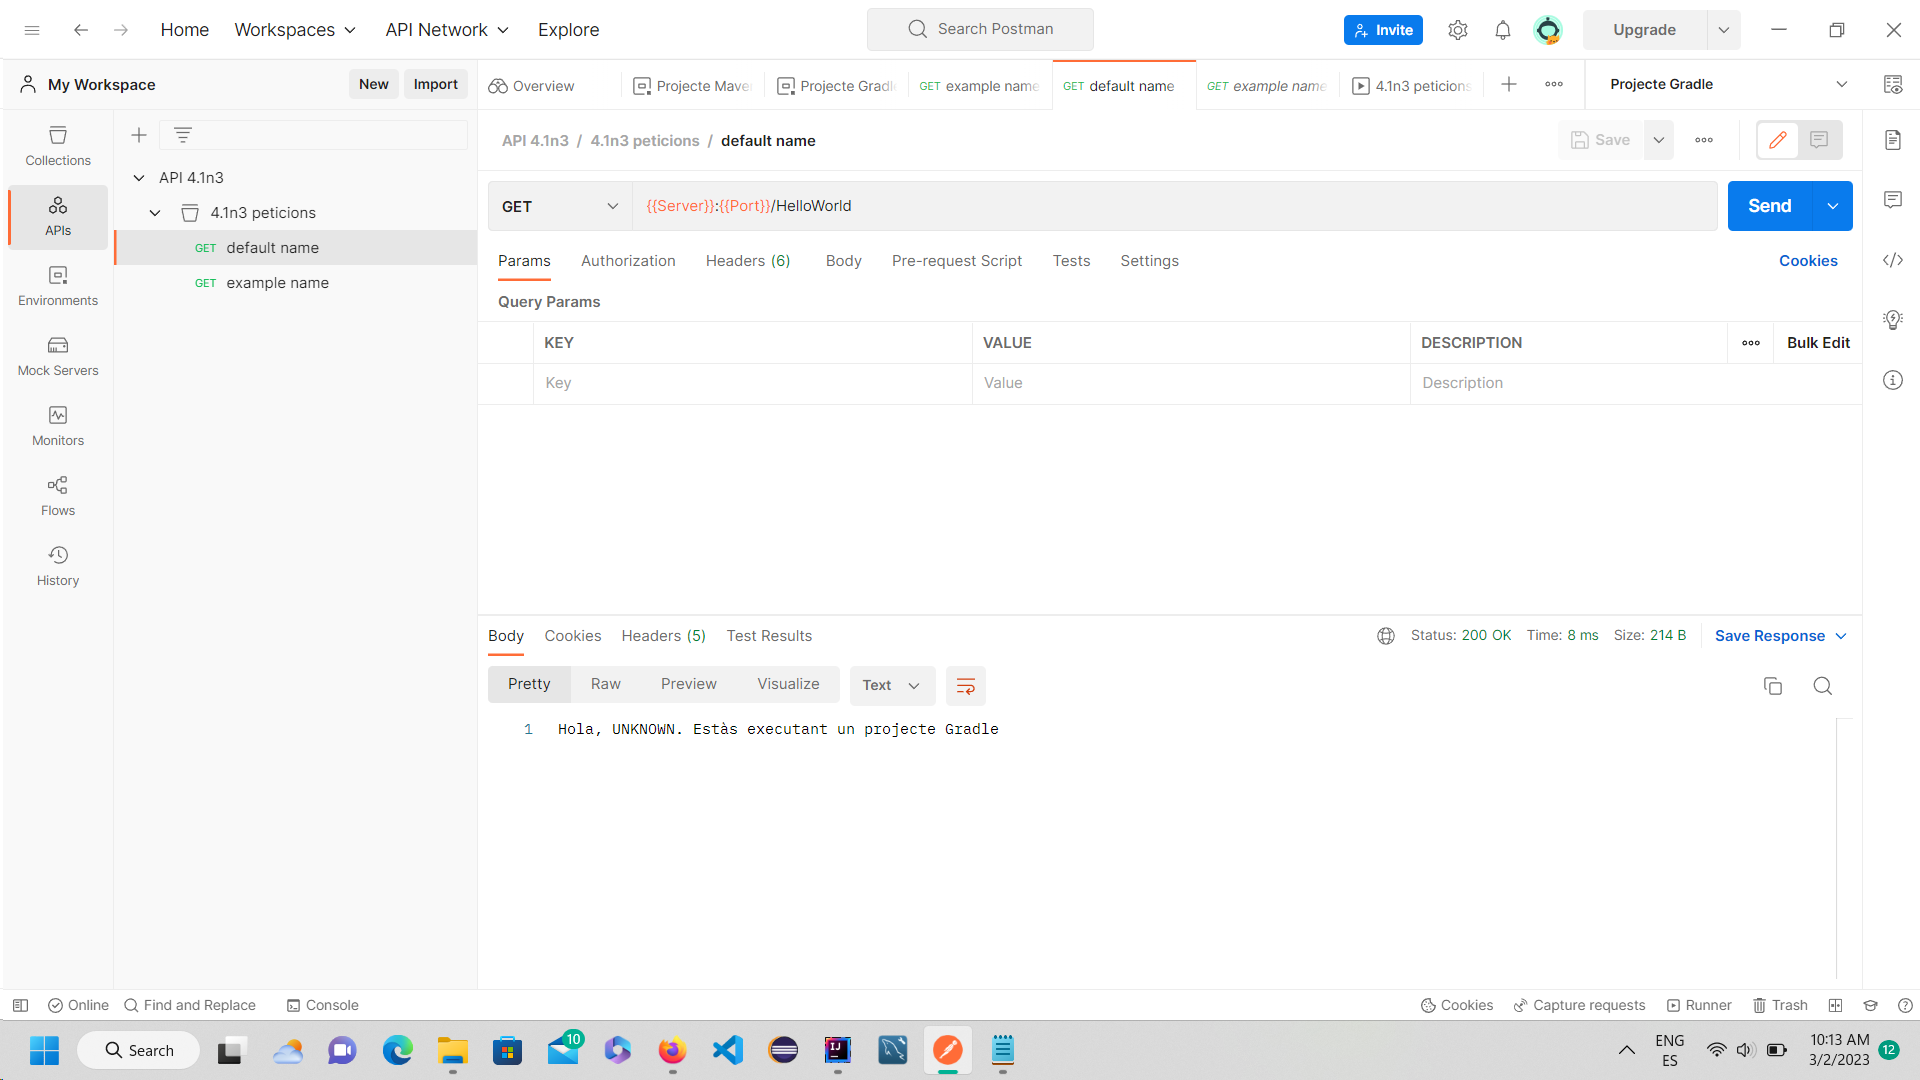 Home
Workspaces
API Network
Explore
Search Postman
Invite
Upgrade
My Workspace
New
Import
Overview
Projecte Mave
Projecte Gradl
GET example name
GET default name
GET example name
4.1n3 peticions
Projecte Gradle
Collections
APIs
Environments
Mock Servers
Monitors
Flows
History
API 4.1n3
4.1n3 peticions
GET default name
GET example name
API 4.1n3 / 4.1n3 peticions / default name
Save
GET
{{Server}}:{{Port}}/HelloWorld
Send
Params
Authorization
Headers (6)
Body
Pre-request Script
Tests
Settings
Cookies
Query Params
KEY
VALUE
DESCRIPTION
Bulk Edit
Key
Value
Description
Body
Cookies
Headers (5)
Test Results
Status: 200 OK
Time: 8 ms
Size: 214 B
Save Response
Pretty
Raw
Preview
Visualize
Text
1 Hola, UNKNOWN. Estàs executant un projecte Gradle
Online
Find and Replace
Console
Cookies
Capture requests
Runner
Trash
Search
10
IJ
ENG
ES
10:13 AM
3/2/2023
12